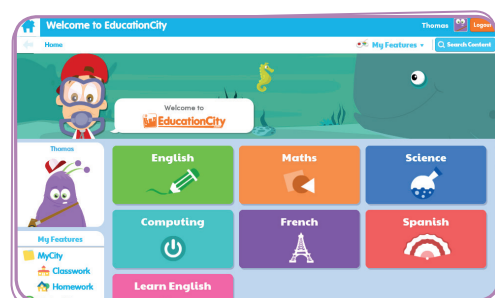 Welcome to EducationCity
Thomas
Logout
Home
My Features
Search Content
Welcome to
EducationCity
Thomas
My Features
MyCity
Classwork
Homework
English
Maths
Science
Computing
French
Spanish
Learn English